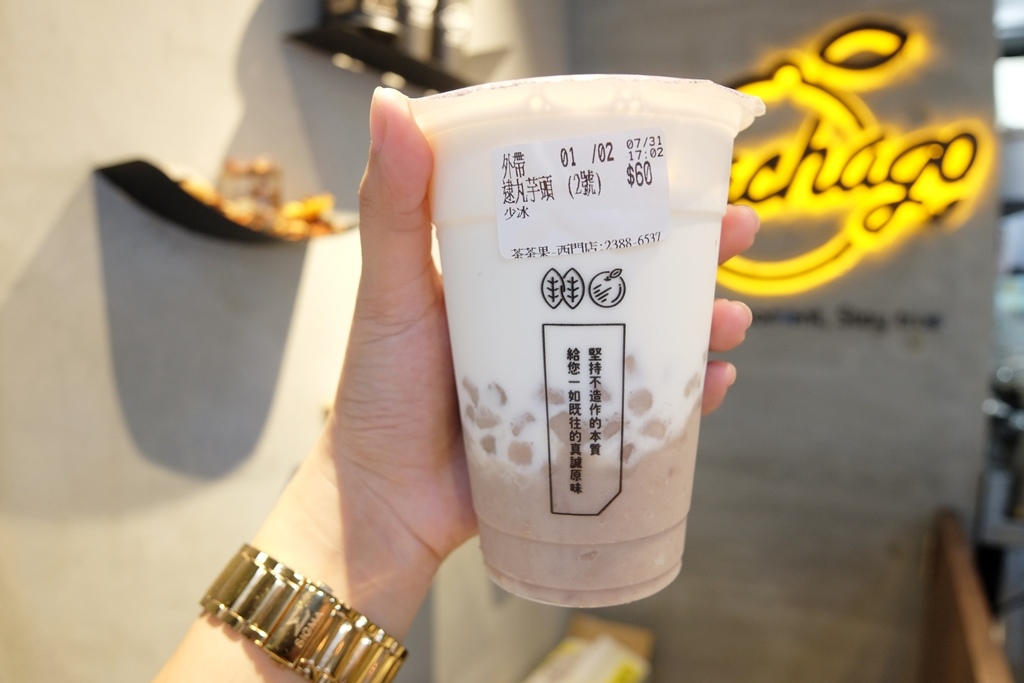 外帶 01 /02 07/31
17:02
逮丸芋頭 (2號) $60
少冰
茶茶果-西門店:2388-6537
堅持不造作的本質
給您一如既往的真誠原味
chago
SIGMA